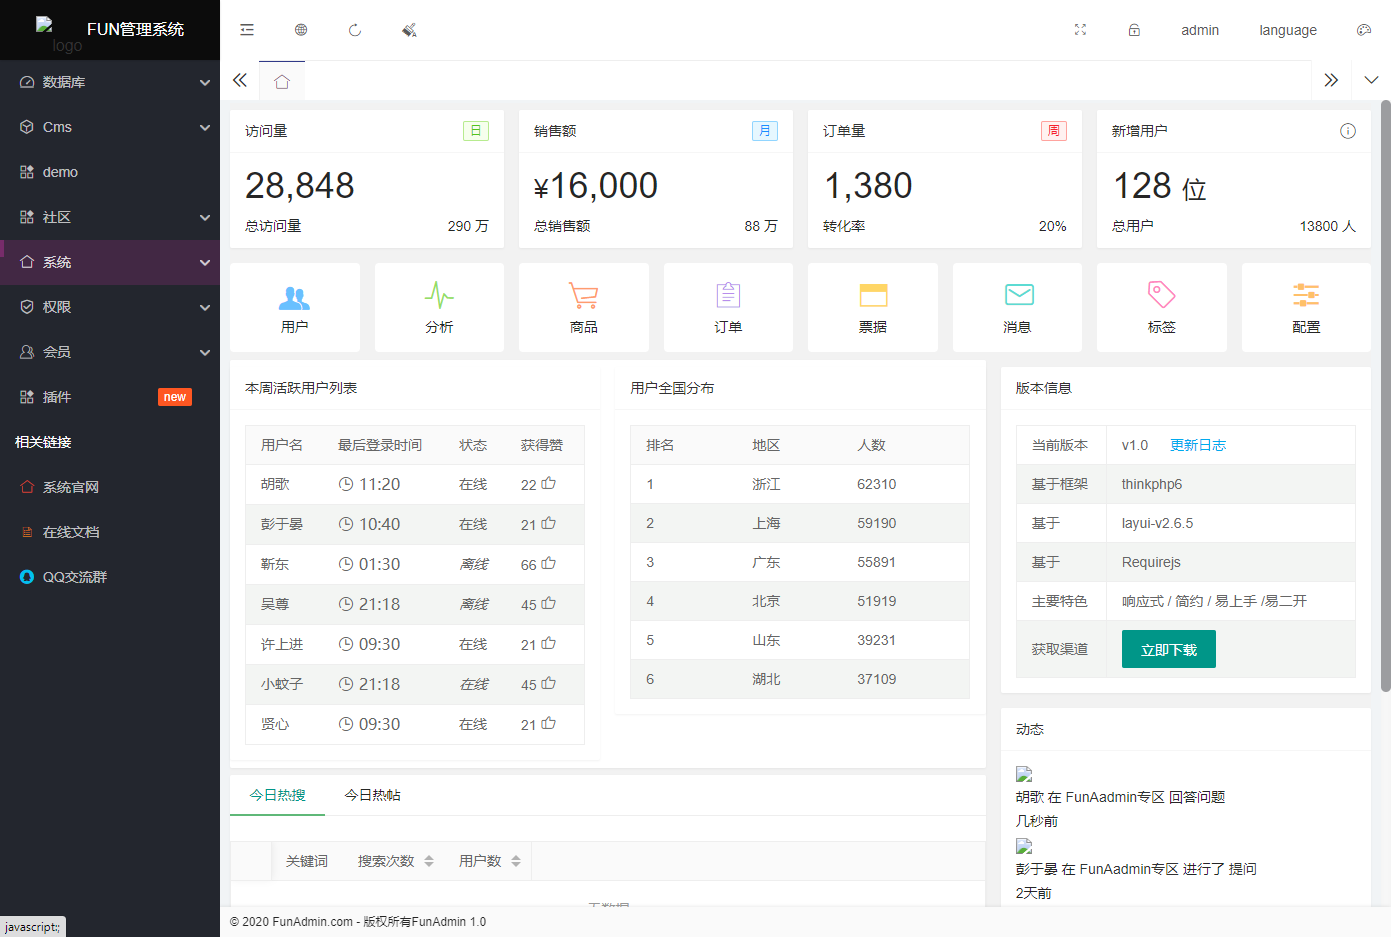 logo
FUN管理系统
admin
language
数据库
Cms
demo
社区
系统
权限
会员
插件
new
相关链接
系统官网
在线文档
QQ交流群
访问量 日
28,848
总访问量 290 万
销售额 月
¥16,000
总销售额 88 万
订单量 周
1,380
转化率 20%
新增用户
128 位
总用户 13800 人
用户
分析
商品
订单
票据
消息
标签
配置
本周活跃用户列表
用户名 最后登录时间 状态 获得赞
胡歌 11:20 在线 22
彭于晏 10:40 在线 21
靳东 01:30 离线 66
吴尊 21:18 离线 45
许上进 09:30 在线 21
小蚊子 21:18 在线 45
贤心 09:30 在线 21
用户全国分布
排名 地区 人数
1 浙江 62310
2 上海 59190
3 广东 55891
4 北京 51919
5 山东 39231
6 湖北 37109
版本信息
当前版本 v1.0 更新日志
基于框架 thinkphp6
基于 layui-v2.6.5
基于 Requirejs
主要特色 响应式 / 简约 / 易上手 /易二开
获取渠道 立即下载
今日热搜 今日热帖
关键词 搜索次数 用户数
无数据
动态
胡歌 在 FunAadmin专区 回答问题
几秒前
彭于晏 在 FunAadmin专区 进行了 提问
2天前
© 2020 FunAdmin.com - 版权所有FunAdmin 1.0
javascript:;